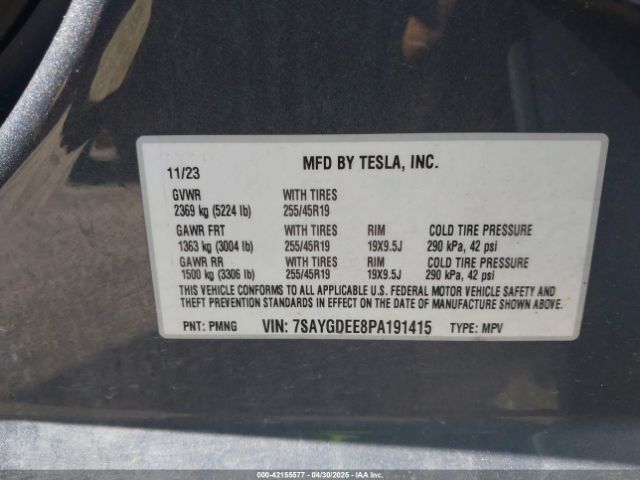 11/23 MFD BY TESLA, INC.
GVWR WITH TIRES
2369 kg (5224 lb) 255/45R19
GAWR FRT WITH TIRES RIM COLD TIRE PRESSURE
1363 kg (3004 lb) 255/45R19 19X9.5J 290 kPa, 42 psi
GAWR RR WITH TIRES RIM COLD TIRE PRESSURE
1500 kg (3306 lb) 255/45R19 19X9.5J 290 kPa, 42 psi
THIS VEHICLE CONFORMS TO ALL APPLICABLE U.S. FEDERAL MOTOR VEHICLE SAFETY AND
THEFT PREVENTION STANDARDS IN EFFECT ON THE DATE OF MANUFACTURE SHOWN ABOVE.
PNT: PMNG VIN: 7SAYGDEE8PA191415 TYPE: MPV
000-42155577 - 04/30/2025 - IAAI.COM